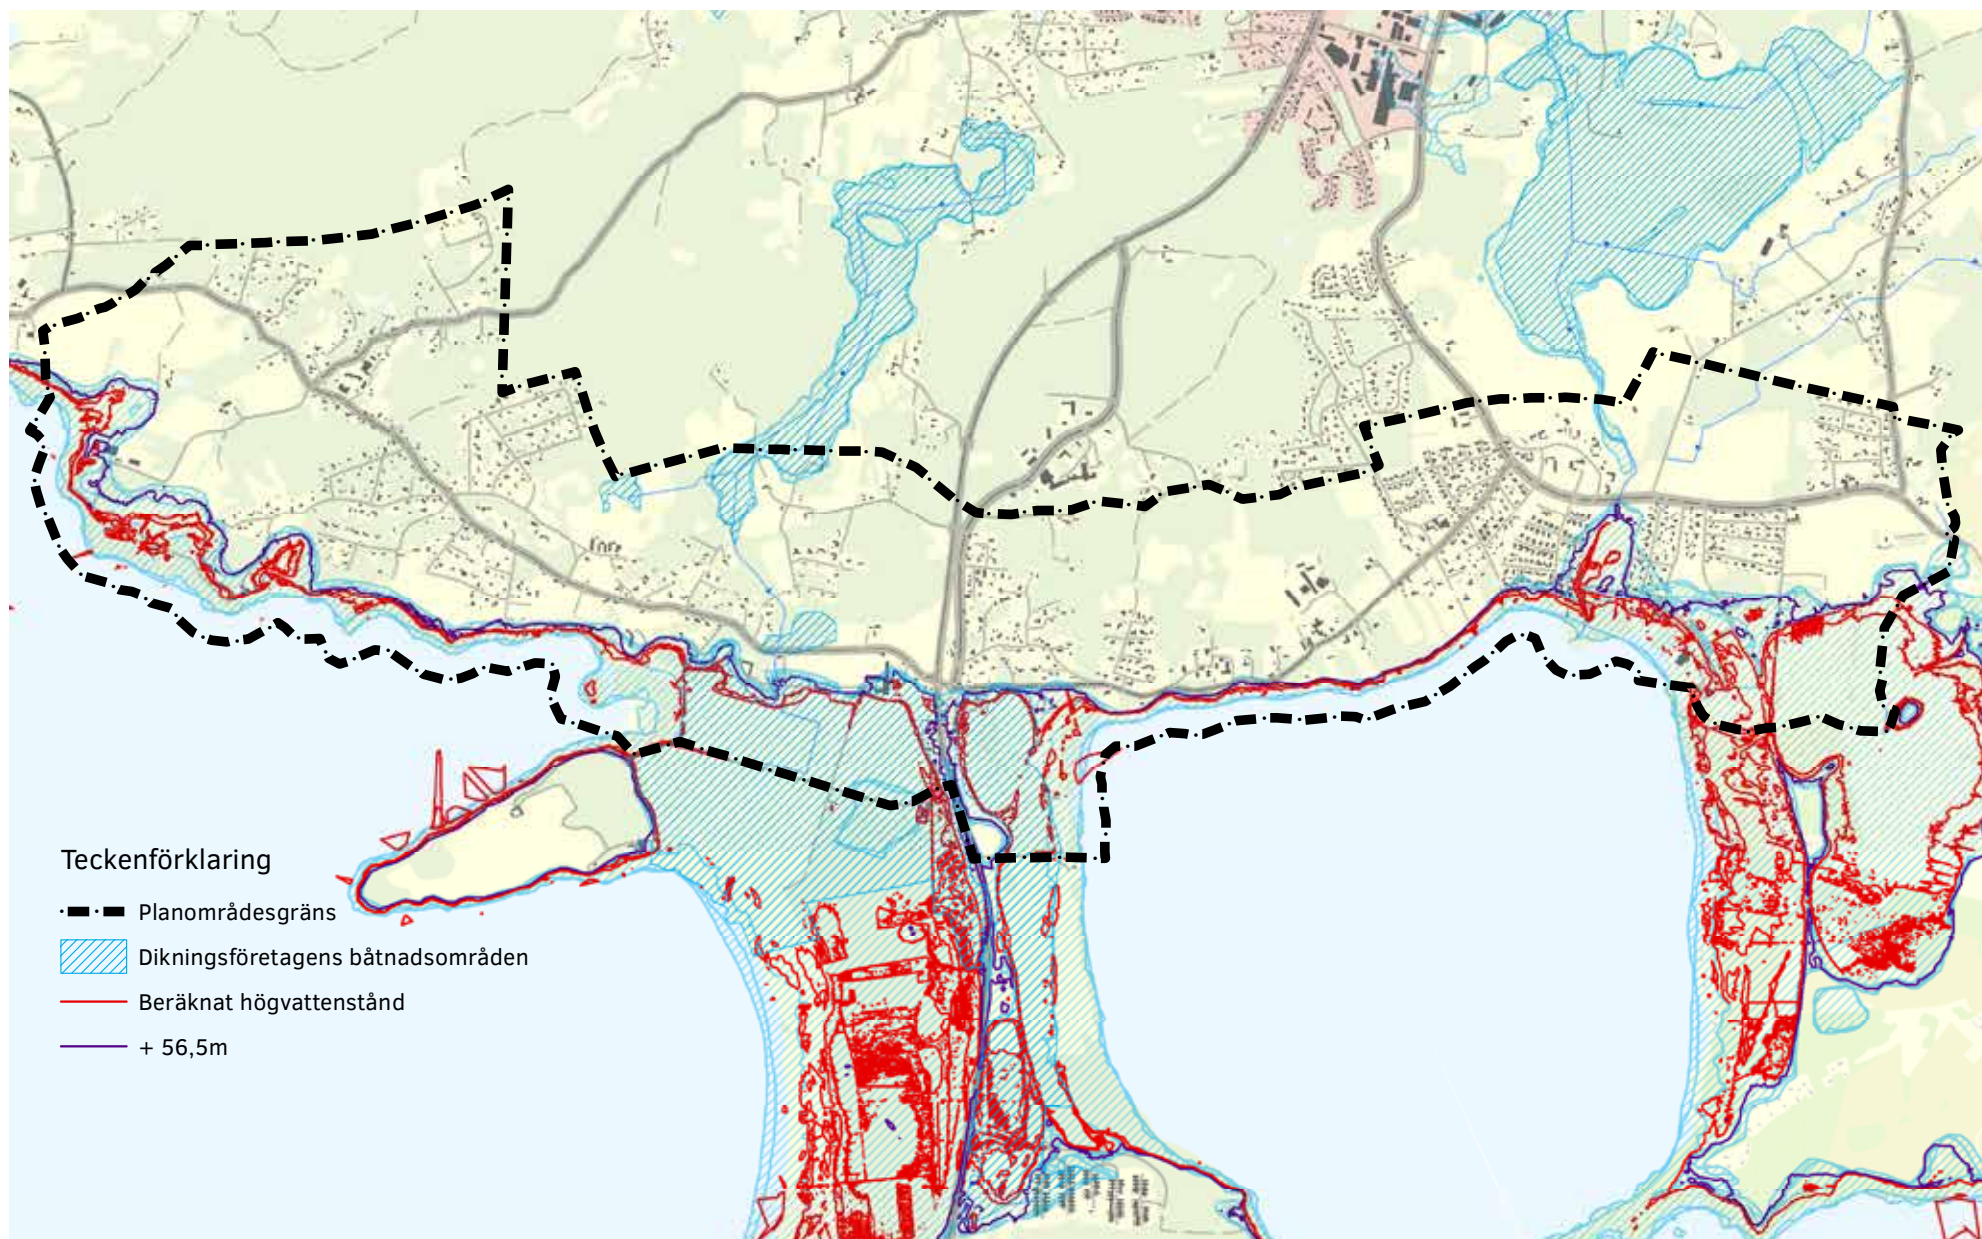 Teckenförklaring
Planområdesgräns
Dikningsföretagens båtnadsområden
Beräknat högvattenstånd
+ 56,5m